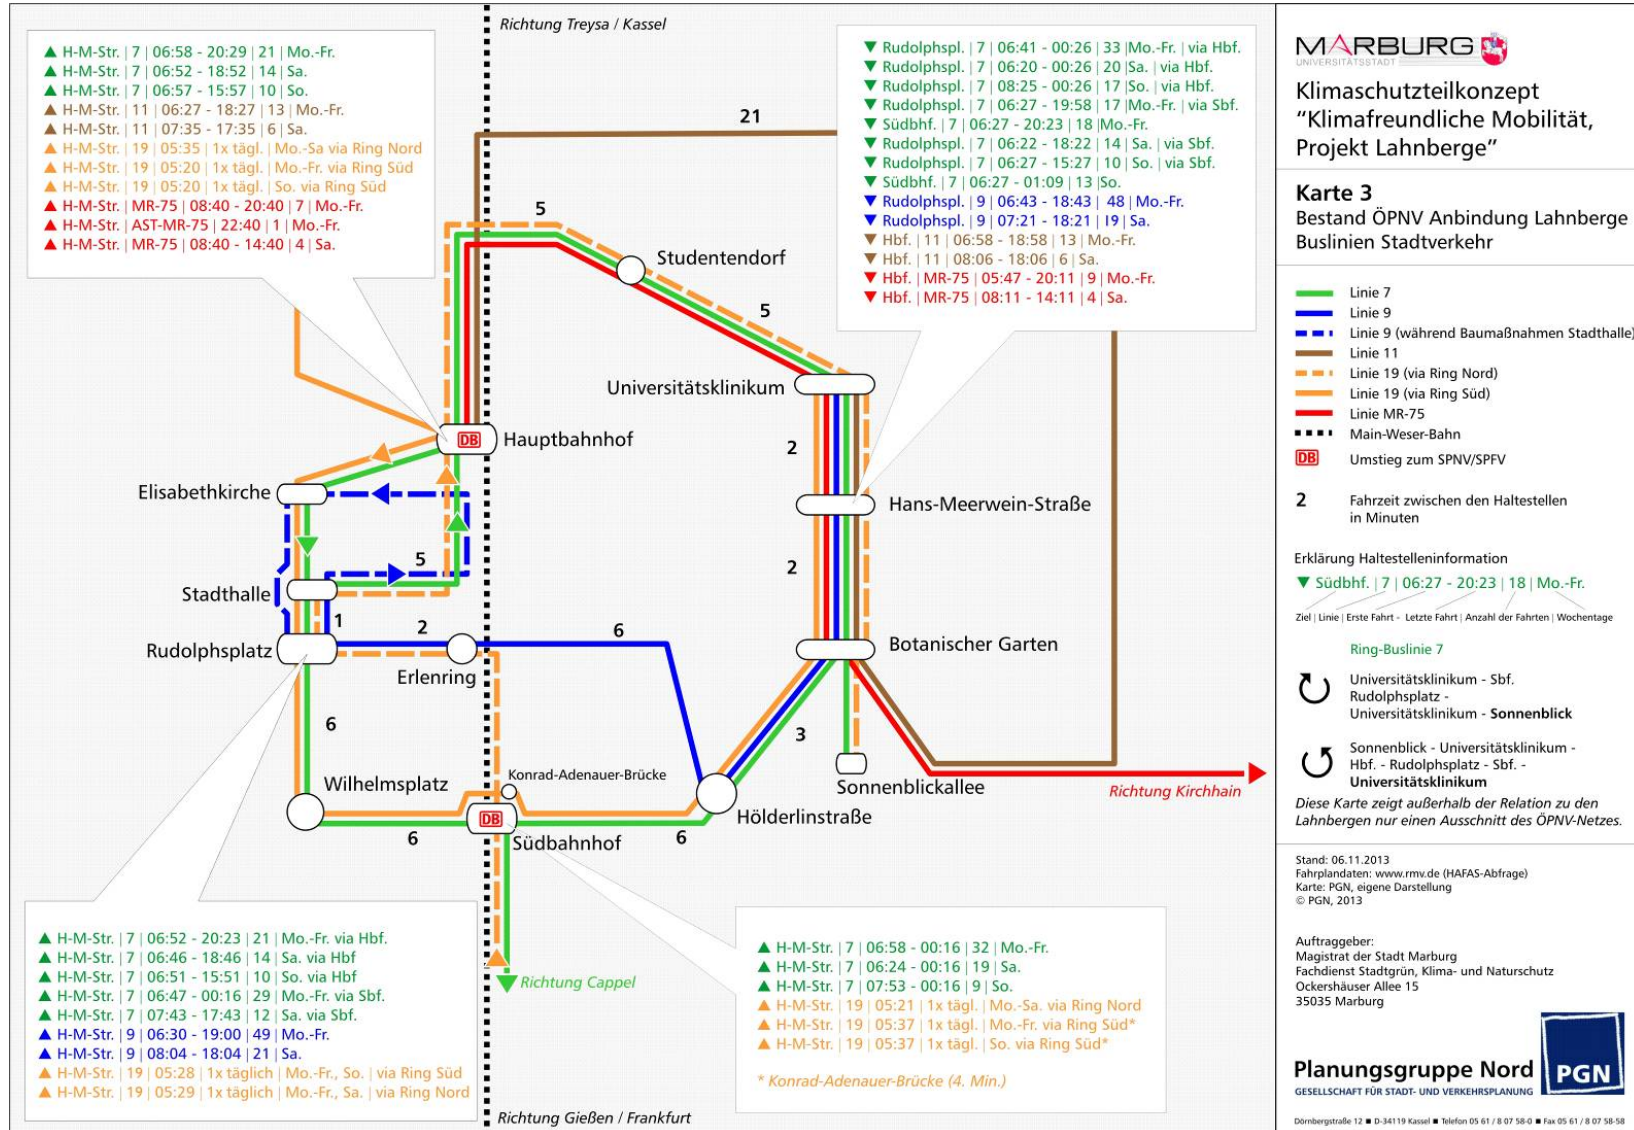 Richtung Treysa / Kassel
▲ H-M-Str. | 7 | 06:58 - 20:29 | 21 | Mo.-Fr.
▲ H-M-Str. | 7 | 06:52 - 18:52 | 14 | Sa.
▲ H-M-Str. | 7 | 06:57 - 15:57 | 10 | So.
▲ H-M-Str. | 11 | 06:27 - 18:27 | 13 | Mo.-Fr.
▲ H-M-Str. | 11 | 07:35 - 17:35 | 6 | Sa.
▲ H-M-Str. | 19 | 05:35 | 1x tägl. | Mo.-Sa via Ring Nord
▲ H-M-Str. | 19 | 05:20 | 1x tägl. | Mo.-Fr. via Ring Süd
▲ H-M-Str. | 19 | 05:20 | 1x tägl. | So. via Ring Süd
▲ H-M-Str. | MR-75 | 08:40 - 20:40 | 7 | Mo.-Fr.
▲ H-M-Str. | AST-MR-75 | 22:40 | 1 | Mo.-Fr.
▲ H-M-Str. | MR-75 | 08:40 - 14:40 | 4 | Sa.
▼ Rudolphspl. | 7 | 06:41 - 00:26 | 33 |Mo.-Fr. | via Hbf.
▼ Rudolphspl. | 7 | 06:20 - 00:26 | 20 |Sa. | via Hbf.
▼ Rudolphspl. | 7 | 08:25 - 00:26 | 17 |So. | via Hbf.
▼ Rudolphspl. | 7 | 06:27 - 19:58 | 17 | Mo.-Fr. | via Sbf.
▼ Südbhf. | 7 | 06:27 - 20:23 | 18 |Mo.-Fr.
▼ Rudolphspl. | 7 | 06:22 - 18:22 | 14 | Sa. | via Sbf.
▼ Rudolphspl. | 7 | 06:27 - 15:27 | 10 | So. | via Sbf.
▼ Südbhf. | 7 | 06:27 - 01:09 | 13 |So.
▼ Rudolphspl. | 9 | 06:43 - 18:43 | 48 | Mo.-Fr.
▼ Rudolphspl. | 9 | 07:21 - 18:21 |19 | Sa.
▼ Hbf. | 11 | 06:58 - 18:58 | 13 | Mo.-Fr.
▼ Hbf. | 11 | 08:06 - 18:06 | 6 | Sa.
▼ Hbf. | MR-75 | 05:47 - 20:11 | 9 | Mo.-Fr.
▼ Hbf. | MR-75 | 08:11 - 14:11 | 4 | Sa.
21
5
Studentendorf
5
Universitätsklinikum
DB Hauptbahnhof
2
Elisabethkirche
Hans-Meerwein-Straße
5
2
Stadthalle
1
2
6
Rudolphsplatz
Botanischer Garten
Erlenring
6
3
Konrad-Adenauer-Brücke
Wilhelmsplatz
Sonnenblickallee
Richtung Kirchhain
DB
Hölderlinstraße
6
6
Südbahnhof
Richtung Cappel
▲ H-M-Str. | 7 | 06:52 - 20:23 | 21 | Mo.-Fr. via Hbf.
▲ H-M-Str. | 7 | 06:46 - 18:46 | 14 | Sa. via Hbf
▲ H-M-Str. | 7 | 06:51 - 15:51 | 10 | So. via Hbf
▲ H-M-Str. | 7 | 06:47 - 00:16 | 29 | Mo.-Fr. via Sbf.
▲ H-M-Str. | 7 | 07:43 - 17:43 | 12 | Sa. via Sbf.
▲ H-M-Str. | 9 | 06:30 - 19:00 | 49 | Mo.-Fr.
▲ H-M-Str. | 9 | 08:04 - 18:04 | 21 | Sa.
▲ H-M-Str. | 19 | 05:28 | 1x täglich | Mo.-Fr., So. | via Ring Süd
▲ H-M-Str. | 19 | 05:29 | 1x täglich | Mo.-Fr., Sa. | via Ring Nord
▲ H-M-Str. | 7 | 06:58 - 00:16 | 32 | Mo.-Fr.
▲ H-M-Str. | 7 | 06:24 - 00:16 | 19 | Sa.
▲ H-M-Str. | 7 | 07:53 - 00:16 | 9 | So.
▲ H-M-Str. | 19 | 05:21 | 1x tägl. | Mo.-Sa. via Ring Nord
▲ H-M-Str. | 19 | 05:37 | 1x tägl. | Mo.-Fr. via Ring Süd*
▲ H-M-Str. | 19 | 05:37 | 1x tägl. | So. via Ring Süd*
* Konrad-Adenauer-Brücke (4. Min.)
Richtung Gießen / Frankfurt
MARBURG
UNIVERSITÄTSSTADT
Klimaschutzteilkonzept
"Klimafreundliche Mobilität,
Projekt Lahnberge"
Karte 3
Bestand ÖPNV Anbindung Lahnberge
Buslinien Stadtverkehr
Linie 7
Linie 9
Linie 9 (während Baumaßnahmen Stadthalle)
Linie 11
Linie 19 (via Ring Nord)
Linie 19 (via Ring Süd)
Linie MR-75
Main-Weser-Bahn
DB Umstieg zum SPNV/SPFV
2 Fahrzeit zwischen den Haltestellen
in Minuten
Erklärung Haltestelleninformation
▼ Südbhf. | 7 | 06:27 - 20:23 | 18 | Mo.-Fr.
Ziel | Linie | Erste Fahrt - Letzte Fahrt | Anzahl der Fahrten | Wochentage
Ring-Buslinie 7
Universitätsklinikum - Sbf.
Rudolphsplatz -
Universitätsklinikum - Sonnenblick
Sonnenblick - Universitätsklinikum -
Hbf. - Rudolphsplatz - Sbf. -
Universitätsklinikum
Diese Karte zeigt außerhalb der Relation zu den
Lahnbergen nur einen Ausschnitt des ÖPNV-Netzes.
Stand: 06.11.2013
Fahrplandaten: www.rmv.de (HAFAS-Abfrage)
Karte: PGN, eigene Darstellung
© PGN, 2013
Auftraggeber:
Magistrat der Stadt Marburg
Fachdienst Stadtgrün, Klima- und Naturschutz
Ockershäuser Allee 15
35035 Marburg
Planungsgruppe Nord
GESELLSCHAFT FÜR STADT- UND VERKEHRSPLANUNG
PGN
Dörnbergstraße 12 ■ D-34119 Kassel ■ Telefon 05 61 / 8 07 58-0 ■ Fax 05 61 / 8 07 58-58